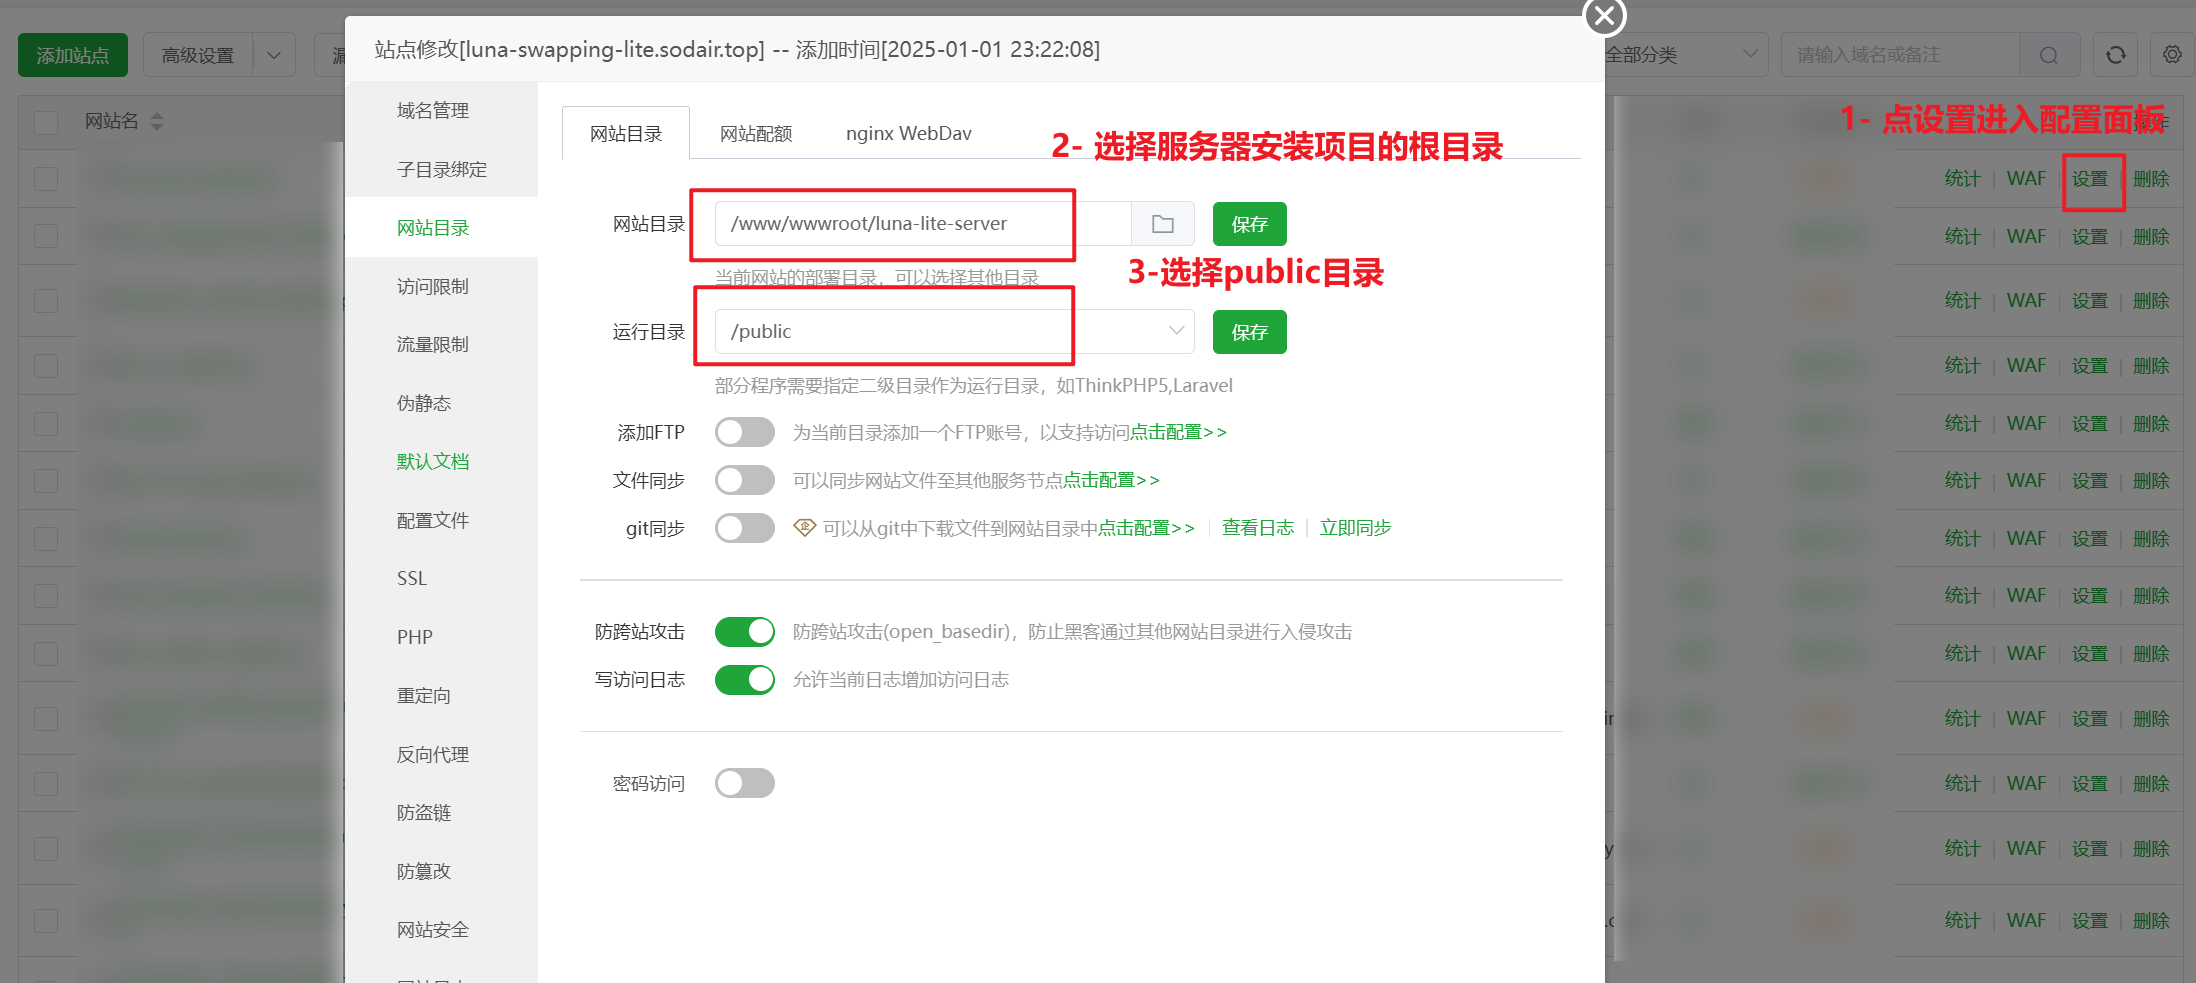 站点修改[luna-swapping-lite.sodair.top] -- 添加时间[2025-01-01 23:22:08]
添加站点
高级设置
漏
全部分类
请输入域名或备注
网站名
1- 点设置进入配置面板
域名管理
子目录绑定
网站目录
访问限制
流量限制
伪静态
默认文档
配置文件
SSL
PHP
重定向
反向代理
防盗链
防篡改
网站安全
网站目录
网站配额
nginx WebDav
2- 选择服务器安装项目的根目录
网站目录
/www/wwwroot/luna-lite-server
保存
当前网站的部署目录，可以选择其他目录
3-选择public目录
运行目录
/public
保存
部分程序需要指定二级目录作为运行目录，如ThinkPHP5,Laravel
添加FTP
为当前目录添加一个FTP账号，以支持访问点击配置>>
文件同步
可以同步网站文件至其他服务节点点击配置>>
git同步
企 可以从git中下载文件到网站目录中点击配置>> | 查看日志 | 立即同步
防跨站攻击
防跨站攻击(open_basedir)，防止黑客通过其他网站目录进行入侵攻击
写访问日志
允许当前日志增加访问日志
密码访问
统计 | WAF | 设置 | 删除
统计 | WAF | 设置 | 删除
统计 | WAF | 设置 | 删除
统计 | WAF | 设置 | 删除
统计 | WAF | 设置 | 删除
统计 | WAF | 设置 | 删除
统计 | WAF | 设置 | 删除
统计 | WAF | 设置 | 删除
统计 | WAF | 设置 | 删除
统计 | WAF | 设置 | 删除
统计 | WAF | 设置 | 删除
统计 | WAF | 设置 | 删除
统计 | WAF | 设置 | 删除